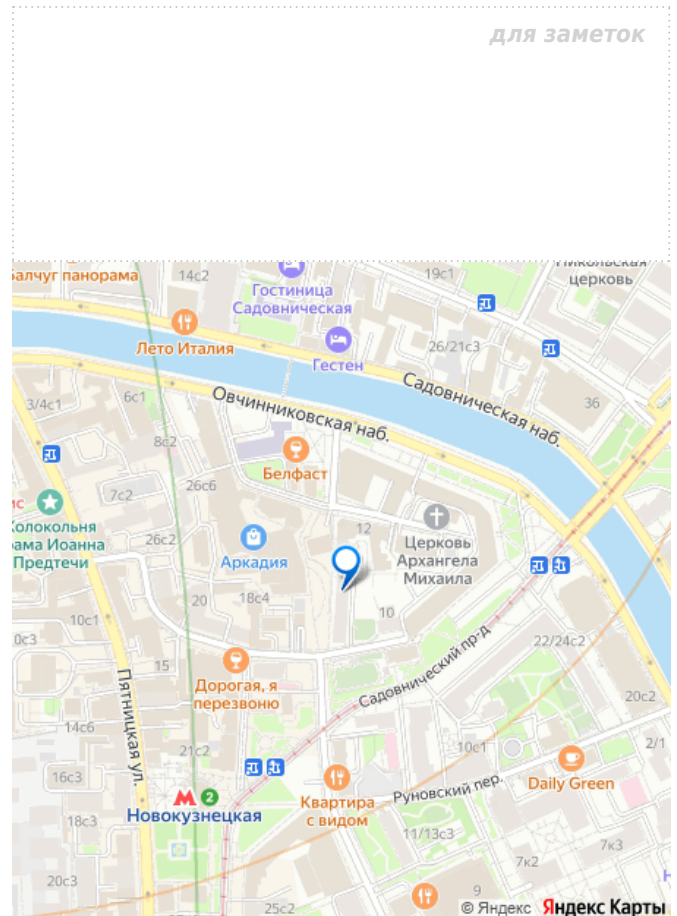 для заметок
Балчуг панорама
14с2
Гостиница
Садовническая
19с1
Никольская
церковь
Лето Италия
Гестен
26/21с3
36
Садовническая наб.
Овчинниковская наб.
3/4с1
6с1
8с2
Белфаст
26с6
7с2
Колокольня
храма Иоанна
Предтечи
26с2
Аркадия
12
Церковь
Архангела
Михаила
20
18с4
10
10с1
0с3
15
Дорогая, я
перезвоню
Садовнический пр-д
22/24с2
20с2
Пятницкая ул.
14с6
21с2
10с1
2/1
16с3
М 2
Новокузнецкая
18с3
Квартира
с видом
Руновский пер.
Daily Green
11/13с3
7к2
7к3
20с3
25с2
9
© Яндекс Яндекс Карты